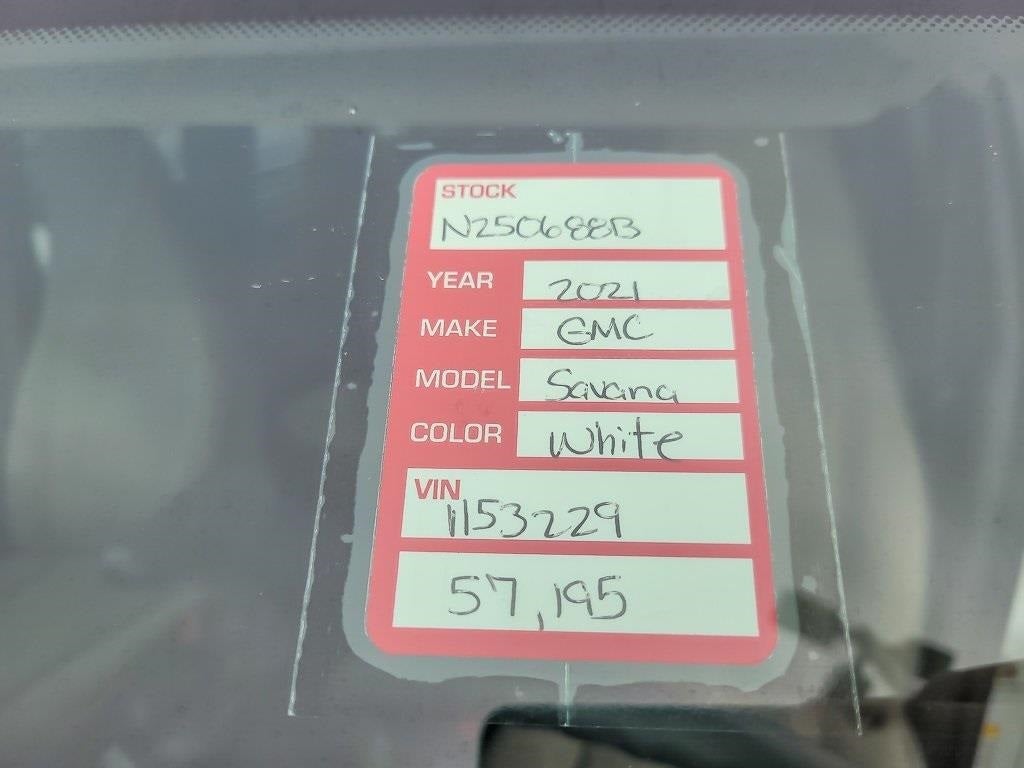 STOCK
N250688B
YEAR 2021
MAKE GMC
MODEL Savana
COLOR White
VIN
1153229
57,195